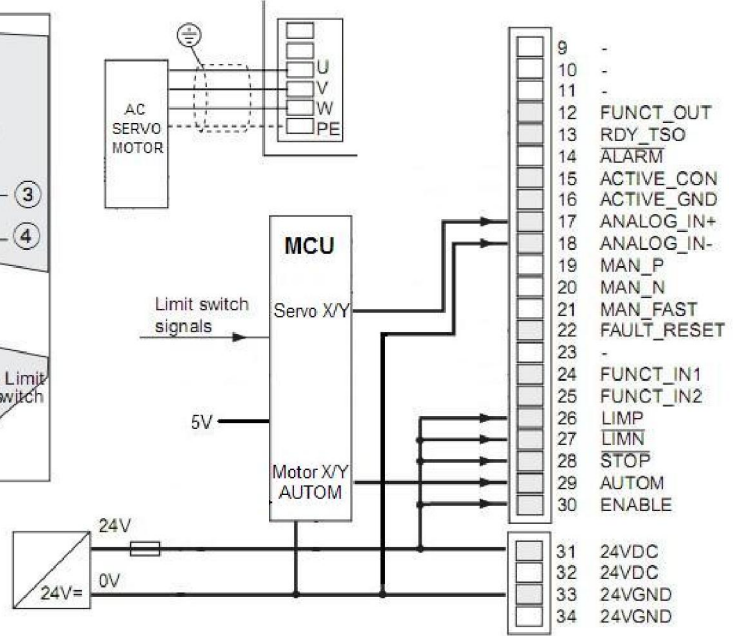 3
4
Limit
witch
AC
SERVO
MOTOR
U
V
W
PE
MCU
Servo X/Y
Limit switch
signals
5V
Motor X/Y
AUTOM
24V
0V
24V=
9 -
10 -
11 -
12 FUNCT_OUT
13 RDY_TSO
14 ALARM
15 ACTIVE_CON
16 ACTIVE_GND
17 ANALOG_IN+
18 ANALOG_IN-
19 MAN_P
20 MAN_N
21 MAN_FAST
22 FAULT_RESET
23 -
24 FUNCT_IN1
25 FUNCT_IN2
26 LIMP
27 LIMN
28 STOP
29 AUTOM
30 ENABLE
31 24VDC
32 24VDC
33 24VGND
34 24VGND